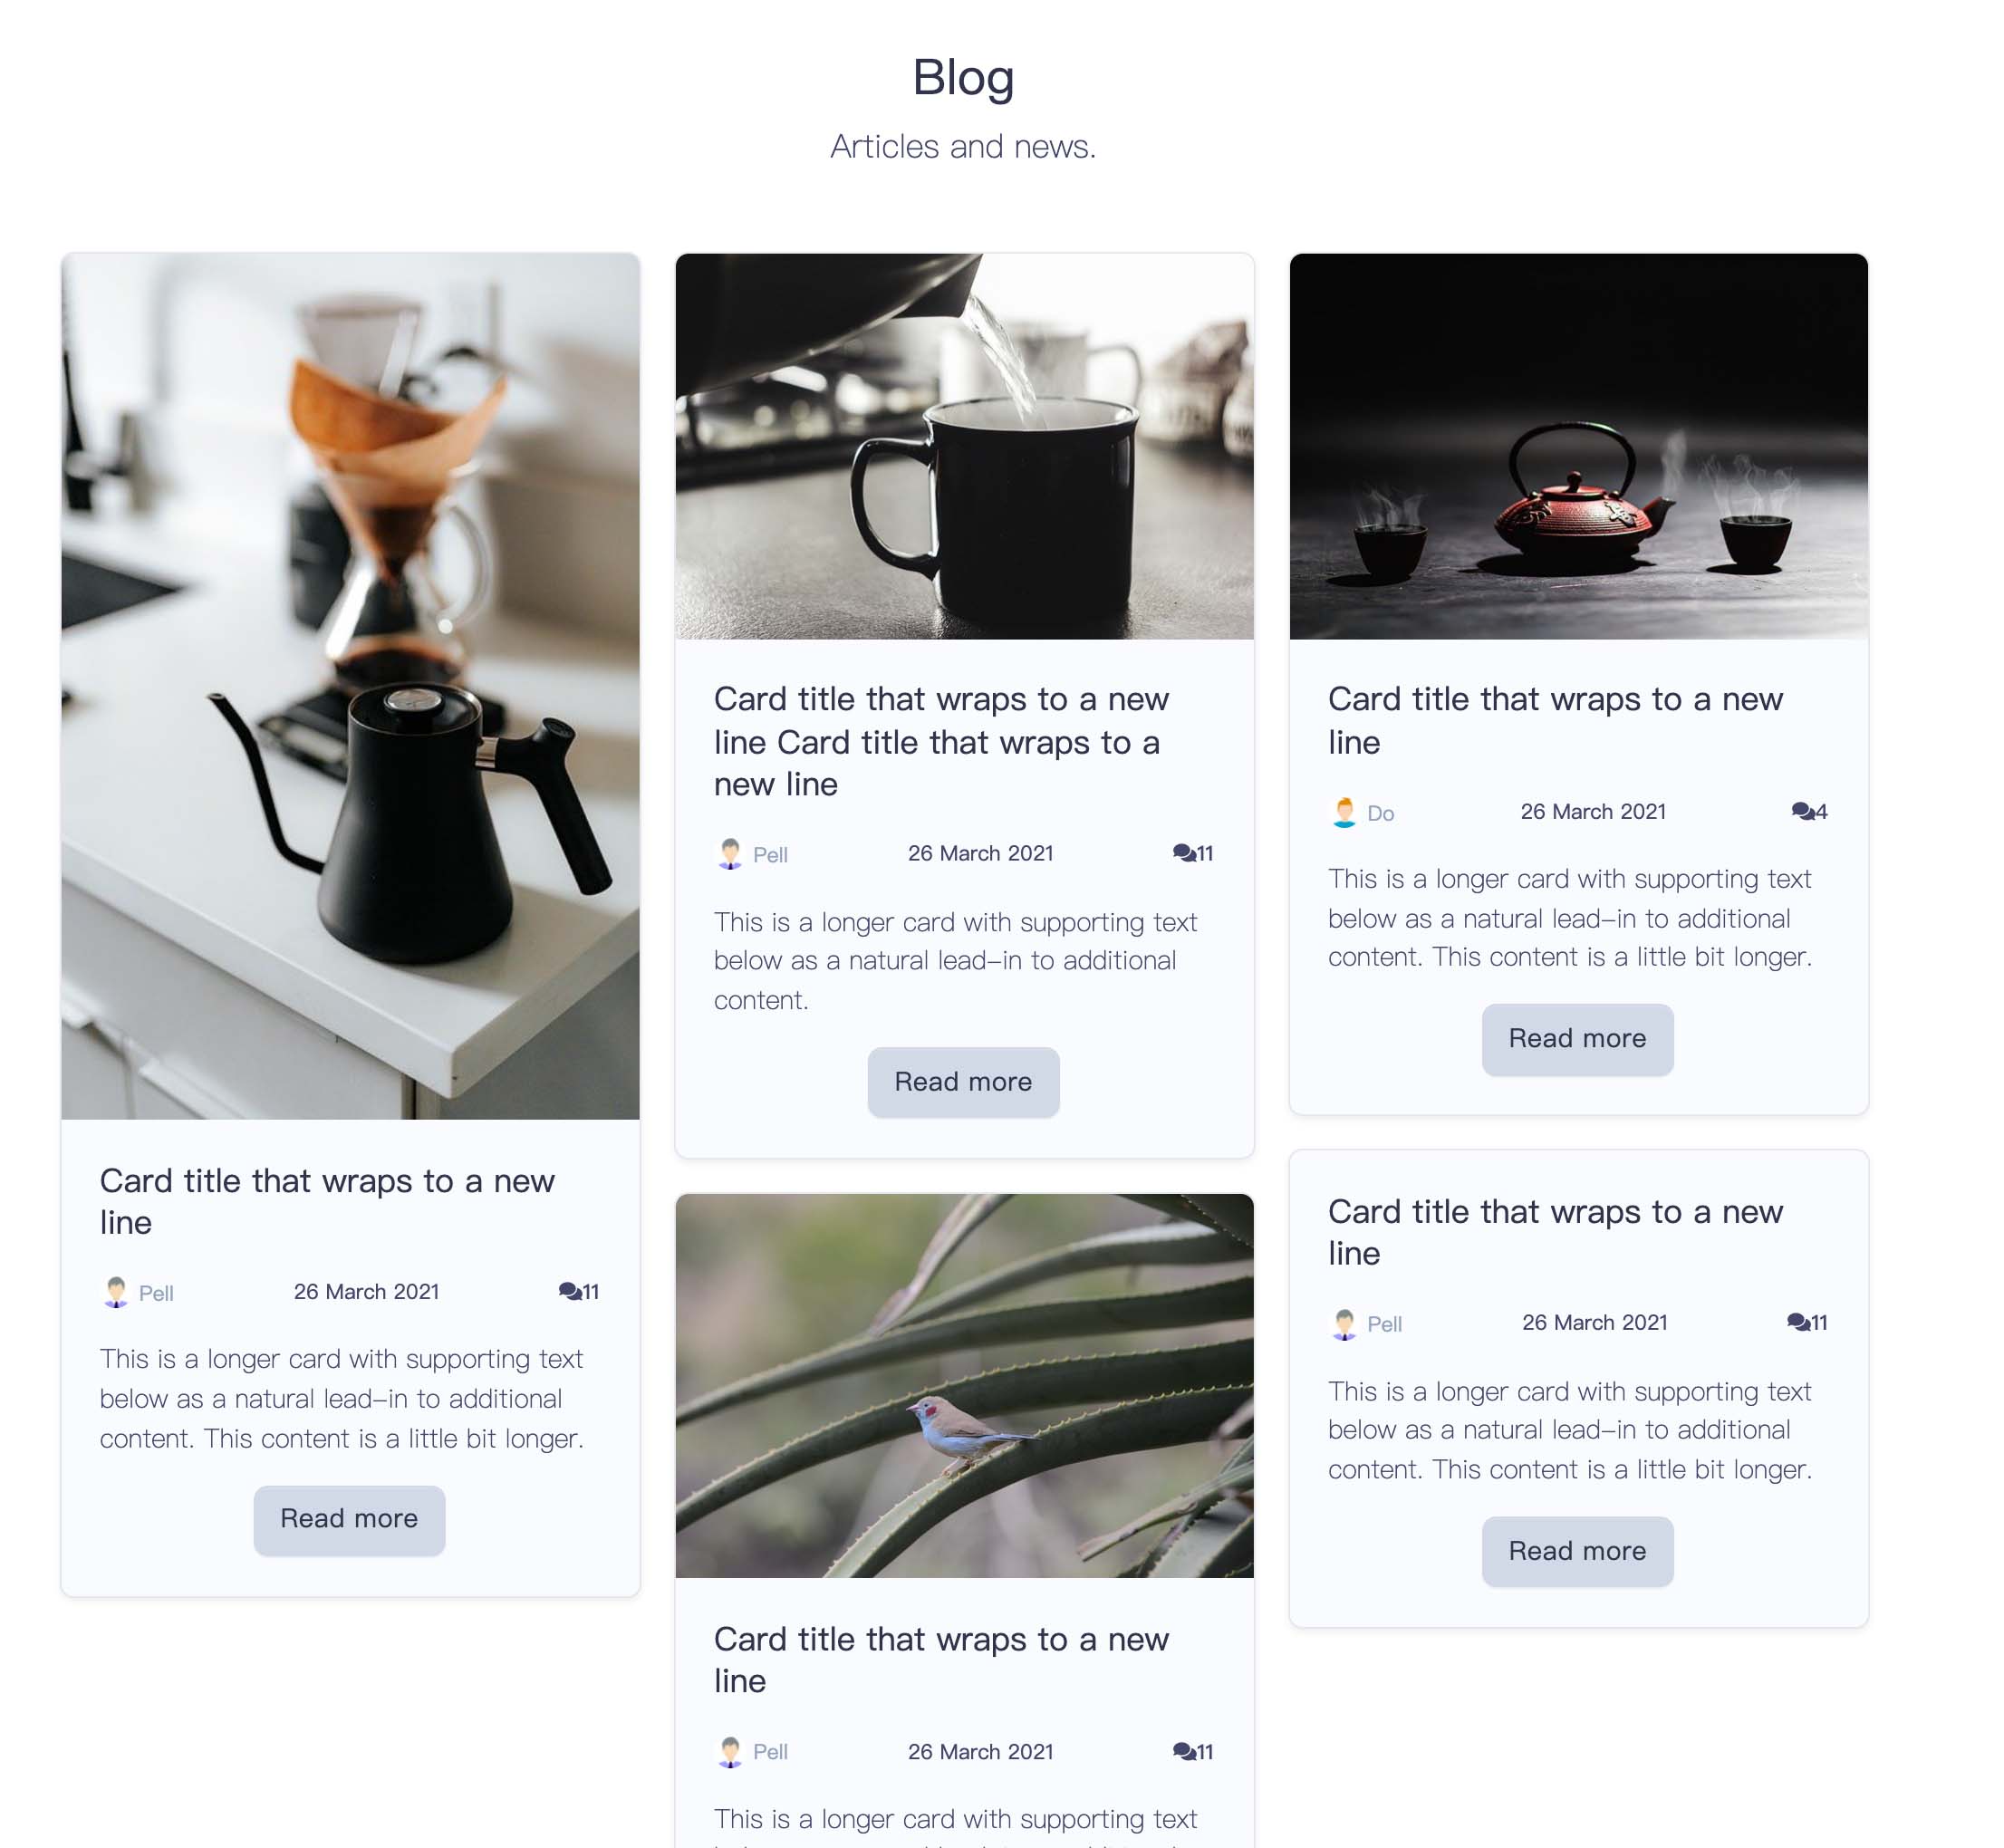 Blog
Articles and news.
Card title that wraps to a new
line
Pell 26 March 2021 11
This is a longer card with supporting text
below as a natural lead-in to additional
content. This content is a little bit longer.
Read more
Card title that wraps to a new
line Card title that wraps to a
new line
Pell 26 March 2021 11
This is a longer card with supporting text
below as a natural lead-in to additional
content.
Read more
Card title that wraps to a new
line
Pell 26 March 2021 11
This is a longer card with supporting text
Card title that wraps to a new
line
Do 26 March 2021 4
This is a longer card with supporting text
below as a natural lead-in to additional
content. This content is a little bit longer.
Read more
Card title that wraps to a new
line
Pell 26 March 2021 11
This is a longer card with supporting text
below as a natural lead-in to additional
content. This content is a little bit longer.
Read more